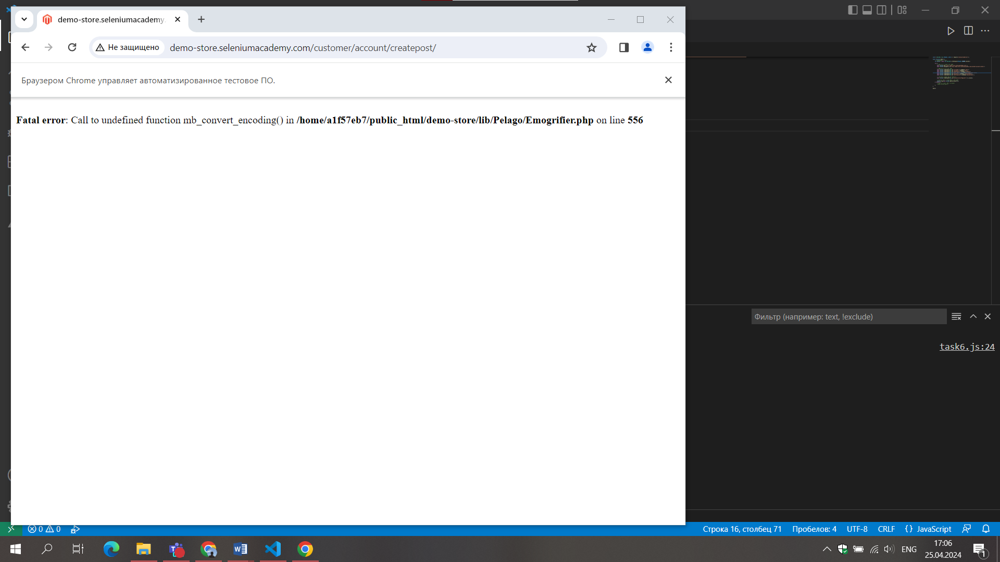 demo-store.seleniumacademy.
Не защищено
demo-store.seleniumacademy.com/customer/account/createpost/
Браузером Chrome управляет автоматизированное тестовое ПО.
Fatal error: Call to undefined function mb_convert_encoding() in /home/a1f57eb7/public_html/demo-store/lib/Pelago/Emogrifier.php on line 556
Фильтр (например: text, !exclude)
task6.js:24
0 0
Строка 16, столбец 71 Пробелов: 4 UTF-8 CRLF {} JavaScript
ENG
17:06
25.04.2024
1